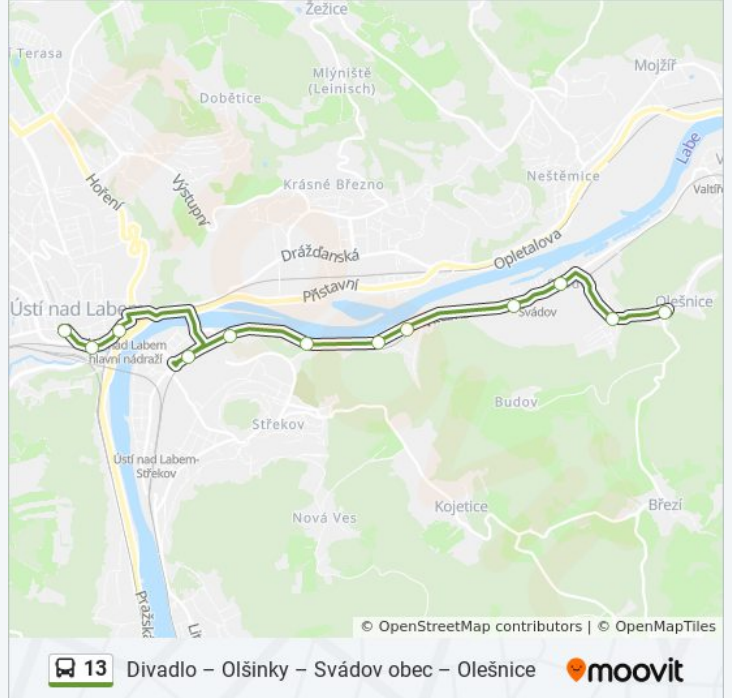 Žežice
í Terasa
Mojžíř
Mlýniště
(Leinisch)
Dobětice
Labe
Neštěmice
Hoření
Výstupní
Krásné Březno
Valtíř
Drážďanská
Opletalova
Přístavní
Olešnice
Ústí nad Labem
Svádov
nad Labem
hlavní nádraží
Budov
Střekov
Ústí nad Labem-
Střekov
Kojetice
Březí
Nová Ves
Pražská
© OpenStreetMap contributors | © OpenMapTiles
13 Divadlo – Olšinky – Svádov obec – Olešnice moovit